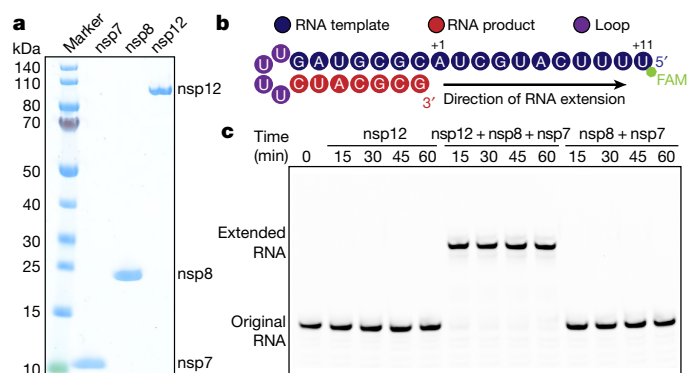 a
Marker
nsp7
nsp8
nsp12
kDa
140
110
80
70
50
40
30
25
15
10
nsp12
nsp8
nsp7
b
RNA template RNA product Loop
+1 +11
U U G A U G C G C A U C G U A C U U U U 5′
U U C U A C G C G
FAM
3′ Direction of RNA extension
c
Time (min)
nsp12 nsp12 + nsp8 + nsp7 nsp8 + nsp7
0 15 30 45 60 15 30 45 60 15 30 45 60
Extended
RNA
Original
RNA